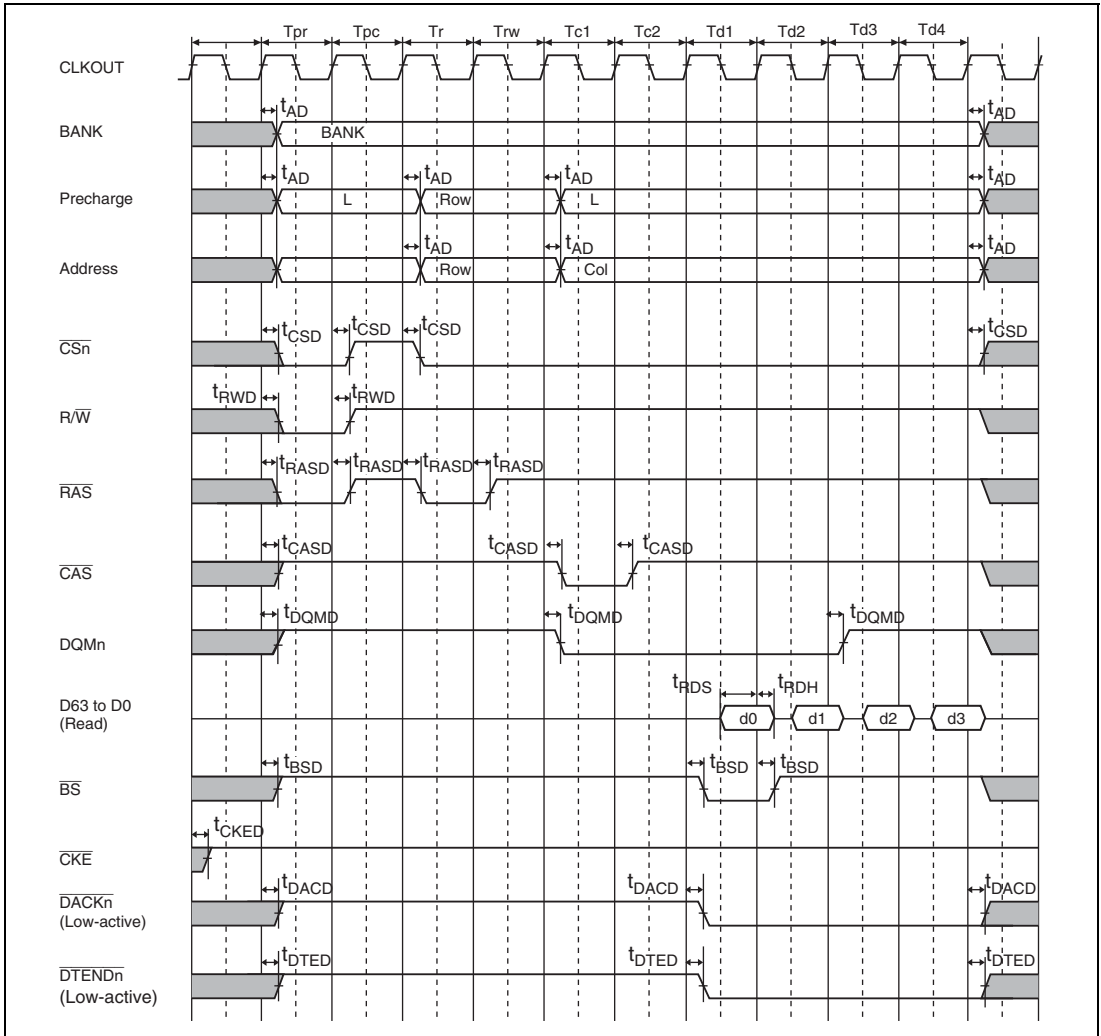 Tpr Tpc Tr Trw Tc1 Tc2 Td1 Td2 Td3 Td4
CLKOUT
tAD tAD
BANK BANK
tAD tAD tAD tAD
Precharge L Row L
tAD tAD tAD
Address Row Col
tCSD tCSD tCSD tCSD
CSn
tRWD tRWD
R/W
tRASD tRASD tRASD tRASD
RAS
tCASD tCASD tCASD
CAS
tDQMD tDQMD tDQMD
DQMn
tRDS tRDH
D63 to D0
(Read)
d0 d1 d2 d3
tBSD tBSD tBSD
BS
tCKED
CKE
tDACD tDACD tDACD
DACKn
(Low-active)
tDTED tDTED tDTED
DTENDn
(Low-active)